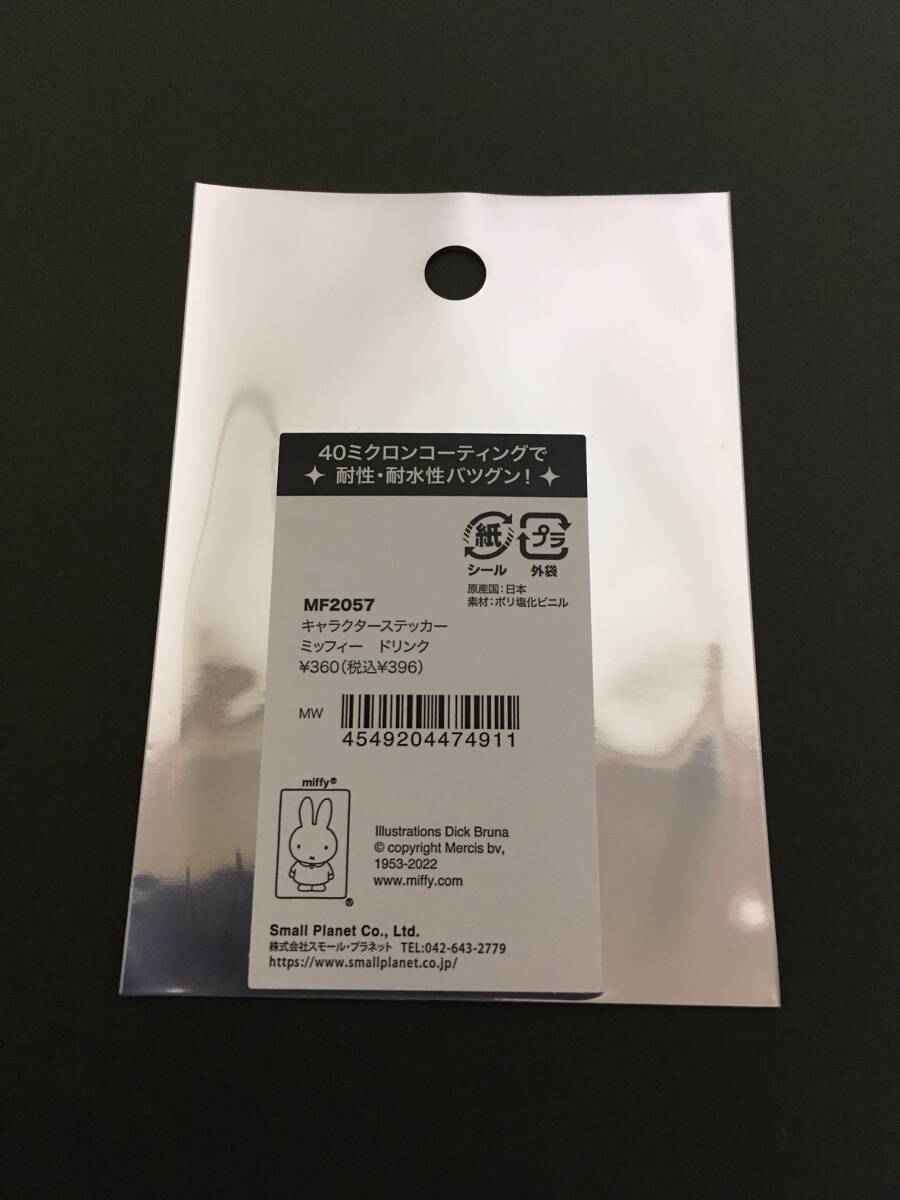 40ミクロンコーティングで
耐性・耐水性バツグン!
紙
プラ
シール 外袋
原産国:日本
素材:ポリ塩化ビニル
MF2057
キャラクターステッカー
ミッフィー ドリンク
¥360(税込¥396)
MW
4549204474911
miffy®
®
Illustrations Dick Bruna
© copyright Mercis bv,
1953-2022
www.miffy.com
Small Planet Co., Ltd.
株式会社スモール・プラネット TEL:042-643-2779
https://www.smallplanet.co.jp/